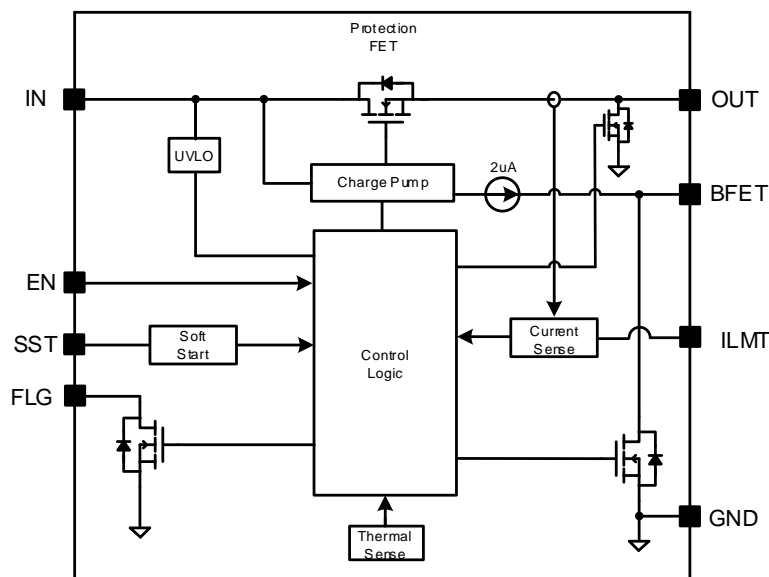 Protection
FET
IN
OUT
UVLO
2uA
Charge Pump
BFET
EN
SST
Soft
Start
Control
Logic
Current
Sense
ILMT
FLG
GND
Thermal
Sense